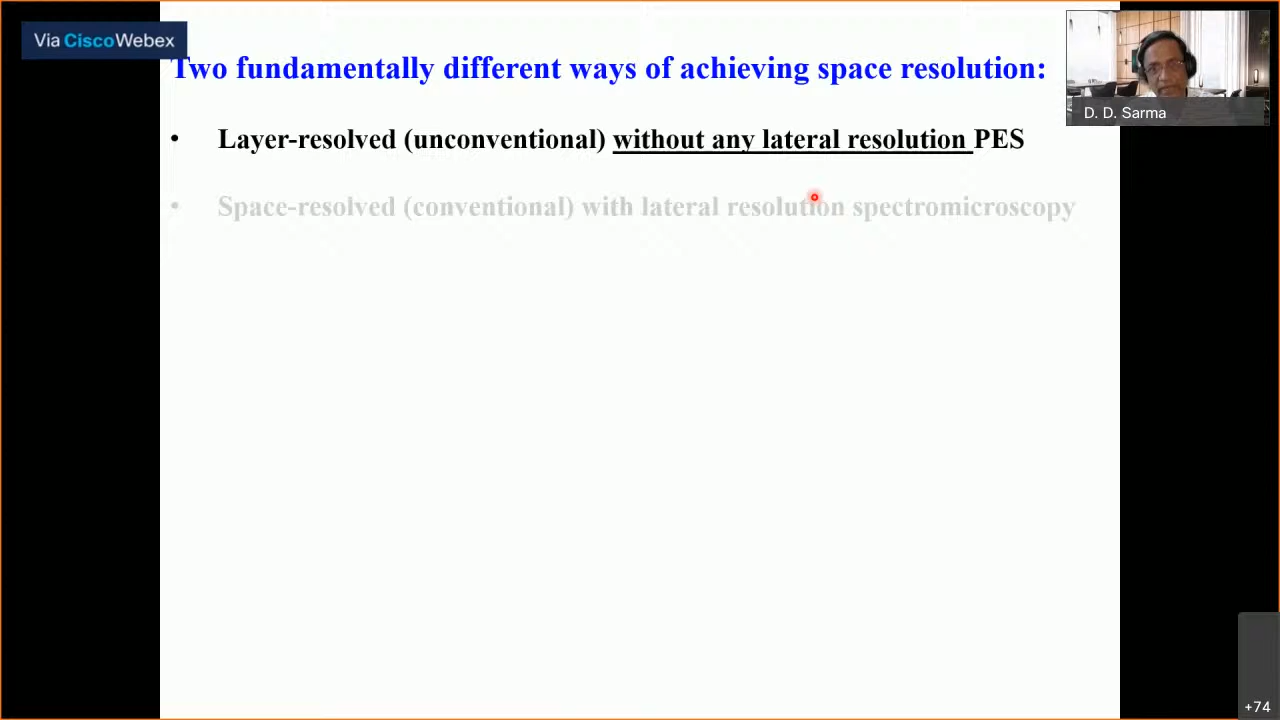 Via CiscoWebex
Two fundamentally different ways of achieving space resolution:
D. D. Sarma
• Layer-resolved (unconventional) without any lateral resolution PES
• Space-resolved (conventional) with lateral resolution spectromicroscopy
+74